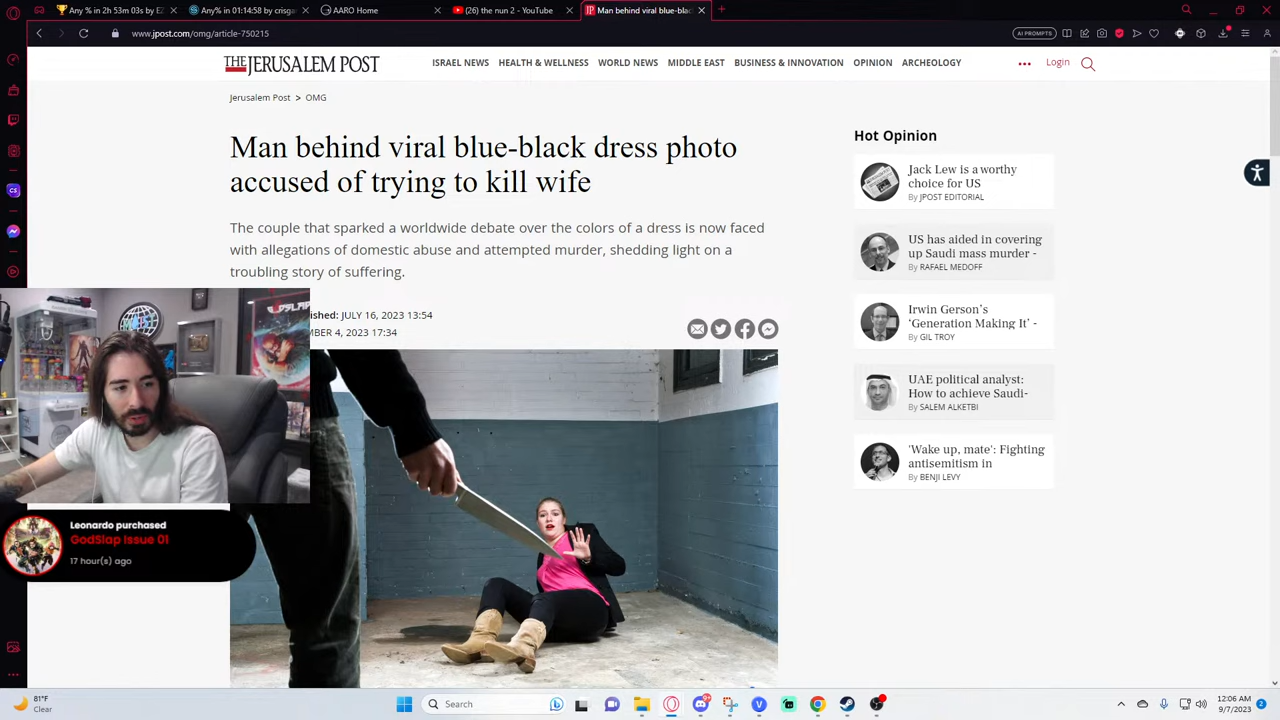 Any% in 2h 53m 03s by E
Any% in 01:14:58 by crisp
AARO Home
(26) the 2nn - YouTube
Man behind viral blue-blac
www.jpost.com/omg/article-750215
AI PROMPTS
THE JERUSALEM POST
ISRAEL NEWS
HEALTH & WELLNESS
WORLD NEWS
MIDDLE EAST
BUSINESS & INNOVATION
OPINION
ARCHEOLOGY
Login
Jerusalem Post > OMG
Man behind viral blue-black dress photo
accused of trying to kill wife
The couple that sparked a worldwide debate over the colors of a dress is now faced
with allegations of domestic abuse and attempted murder, shedding light on a
troubling story of suffering.
ished: JULY 16, 2023 13:54
MBER 4, 2023 17:34
Hot Opinion
Jack Lew is a worthy
choice for US
By JPOST EDITORIAL
US has aided in covering
up Saudi mass murder -
By RAFAEL MEDOFF
Irwin Gerson's
'Generation Making It' -
By GIL TROY
UAE political analyst:
How to achieve Saudi-
By SALEM ALKETBI
'Wake up, mate': Fighting
antisemitism in
By BENJI LEVY
Leonardo purchased
GodSlap Issue 01
17 hour(s) ago
81°F
Clear
Search
12:06 AM
9/7/2023